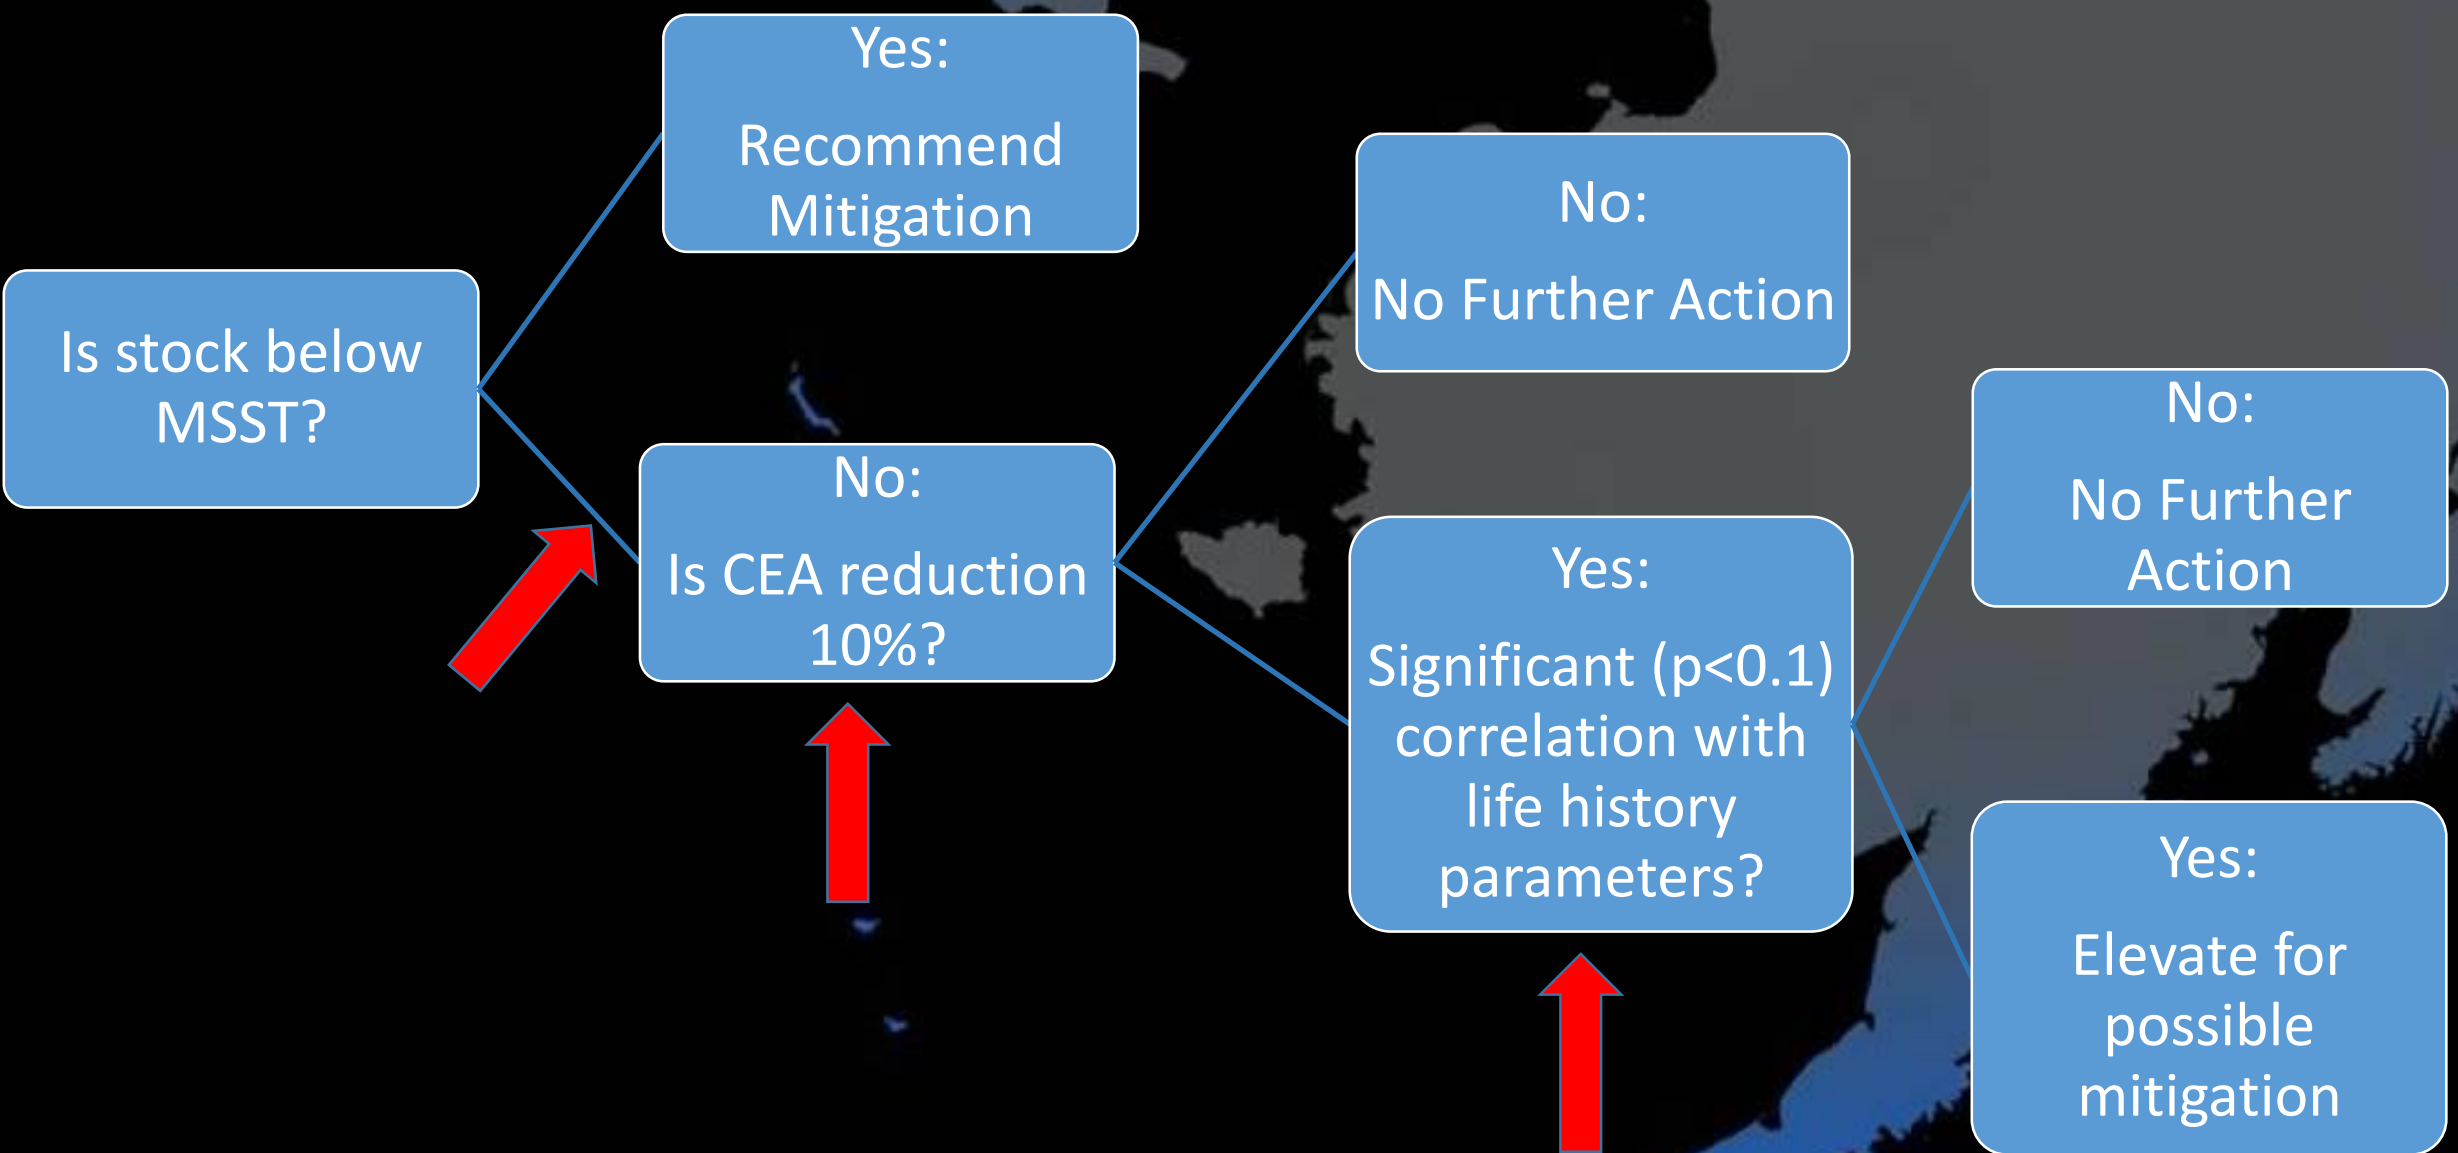 Is stock below
MSST?
Yes:
Recommend
Mitigation
No:
Is CEA reduction
10%?
No:
No Further Action
Yes:
Significant (p<0.1)
correlation with
life history
parameters?
No:
No Further
Action
Yes:
Elevate for
possible
mitigation